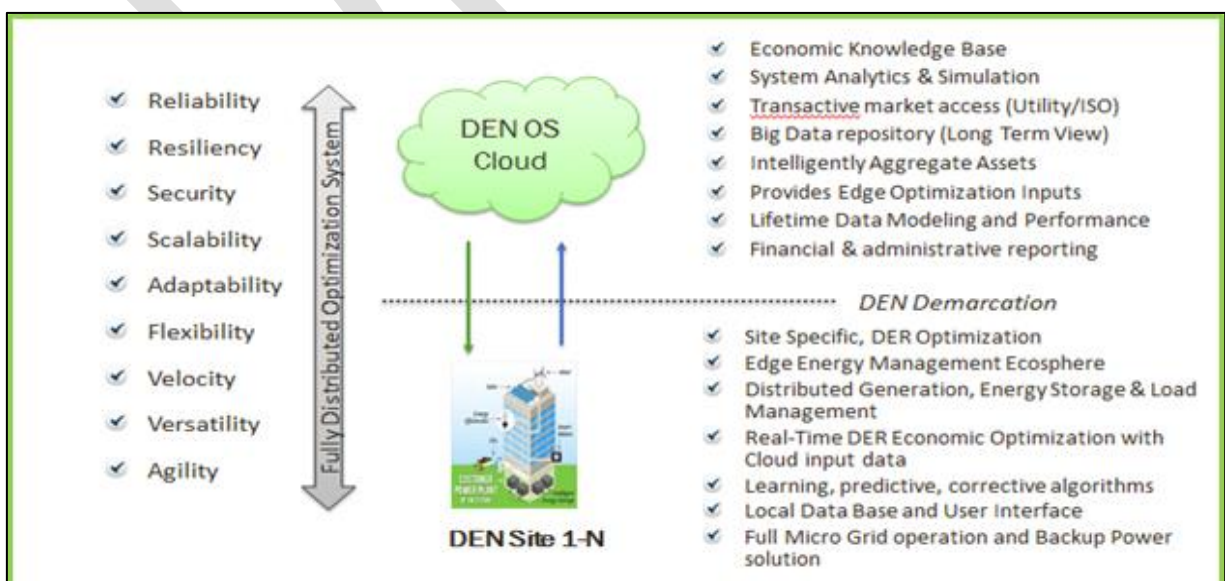 Reliability
Resiliency
Security
Scalability
Adaptability
Flexibility
Velocity
Versatility
Agility
Fully Distributed Optimization System
DEN OS
Cloud
Economic Knowledge Base
System Analytics & Simulation
Transactive market access (Utility/ISO)
Big Data repository (Long Term View)
Intelligently Aggregate Assets
Provides Edge Optimization Inputs
Lifetime Data Modeling and Performance
Financial & administrative reporting
DEN Demarcation
Site Specific, DER Optimization
Edge Energy Management Ecosphere
Distributed Generation, Energy Storage & Load
Management
Real-Time DER Economic Optimization with
Cloud input data
Learning, predictive, corrective algorithms
Local Data Base and User Interface
Full Micro Grid operation and Backup Power
solution
CUSTOMER
POWER PLANT
DEN Site 1-N